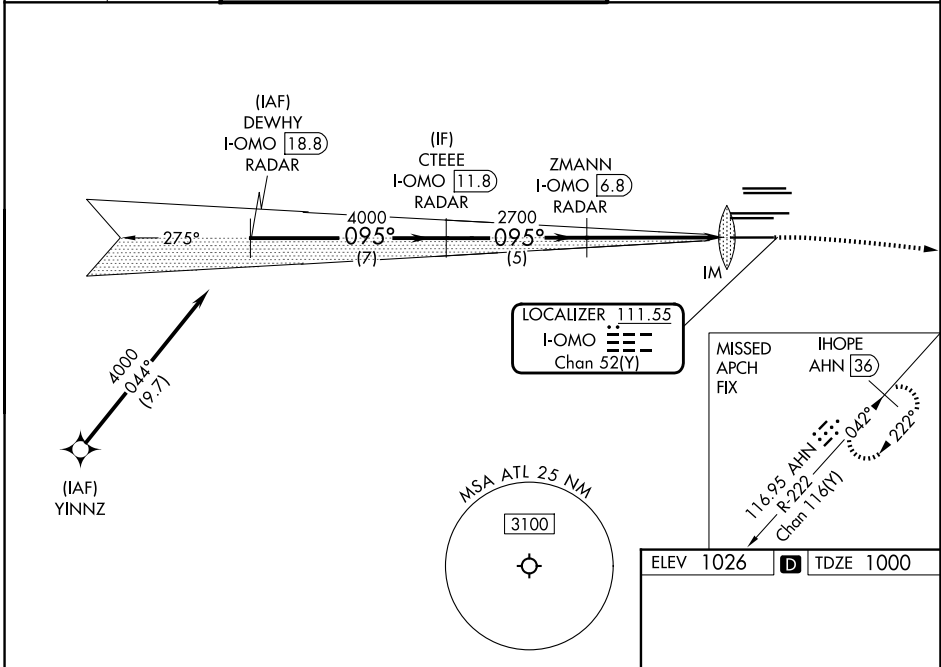 (IAF)
DEWHY
I-OMO 18.8
RADAR
(IF)
CTEEE
I-OMO 11.8
RADAR
ZMANN
I-OMO 6.8
RADAR
275°
4000
095°
(7)
2700
095°
(5)
IM
LOCALIZER 111.55
I-OMO
Chan 52(Y)
4000
044°
(9.7)
(IAF)
YINNZ
MISSED
APCH
FIX
IHOPE
AHN 36
042°
222°
116.95 AHN
R-222
Chan 116(Y)
MSA ATL 25 NM
3100
ELEV 1026 D TDZE 1000